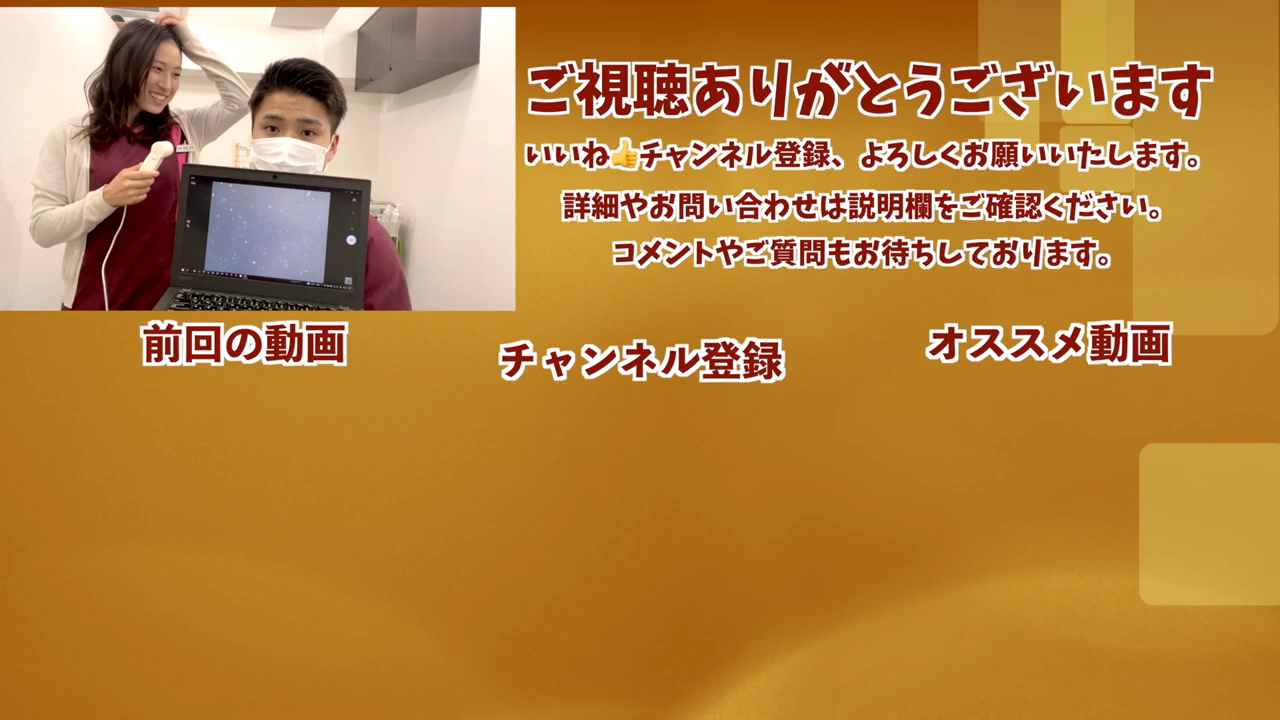 ご視聴ありがとうございます
いいね👍チャンネル登録、よろしくお願いいたします。
詳細やお問い合わせは説明欄をご確認ください。
コメントやご質問もお待ちしております。
前回の動画
チャンネル登録
オススメ動画